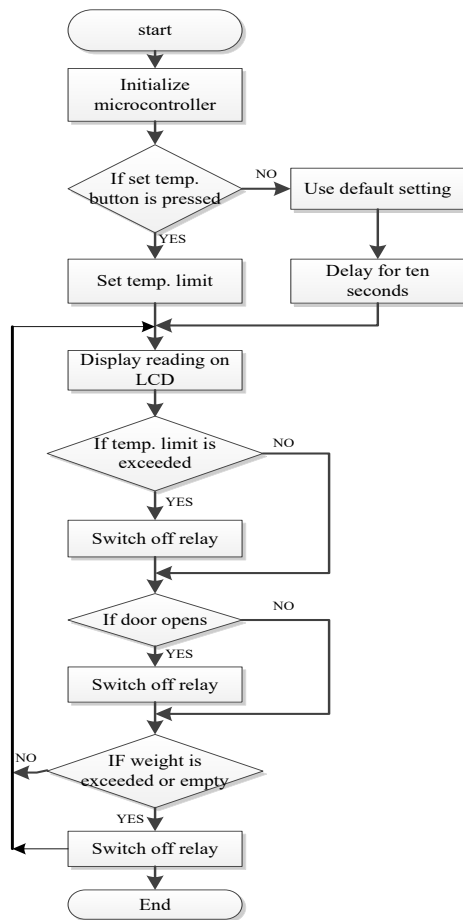 start
Initialize
microcontroller
If set temp.
button is pressed
NO
Use default setting
YES
Set temp. limit
Delay for ten
seconds
Display reading on
LCD
If temp. limit is
exceeded
NO
YES
Switch off relay
If door opens
NO
YES
Switch off relay
IF weight is
exceeded or empty
NO
YES
Switch off relay
End